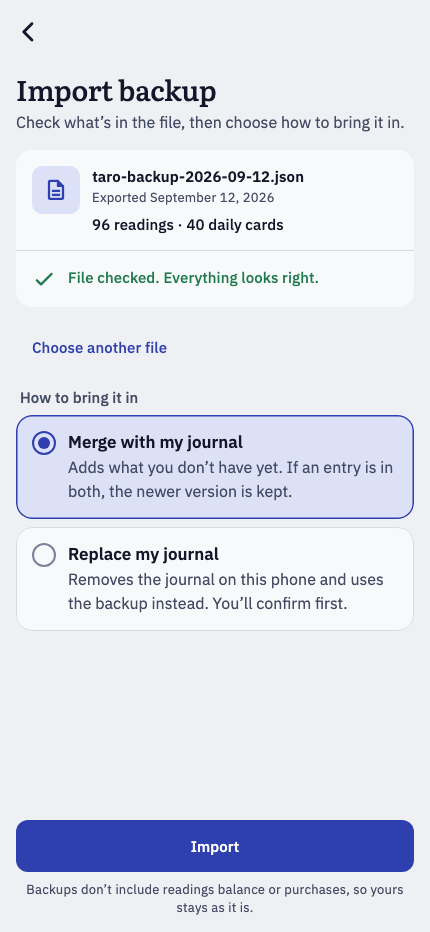 Import backup
Check what’s in the file, then choose how to bring it in.
taro-backup-2026-09-12.json
Exported September 12, 2026
96 readings · 40 daily cards
File checked. Everything looks right.
Choose another file
How to bring it in
Merge with my journal
Adds what you don’t have yet. If an entry is in
both, the newer version is kept.
Replace my journal
Removes the journal on this phone and uses
the backup instead. You’ll confirm first.
Import
Backups don’t include readings balance or purchases, so yours
stays as it is.